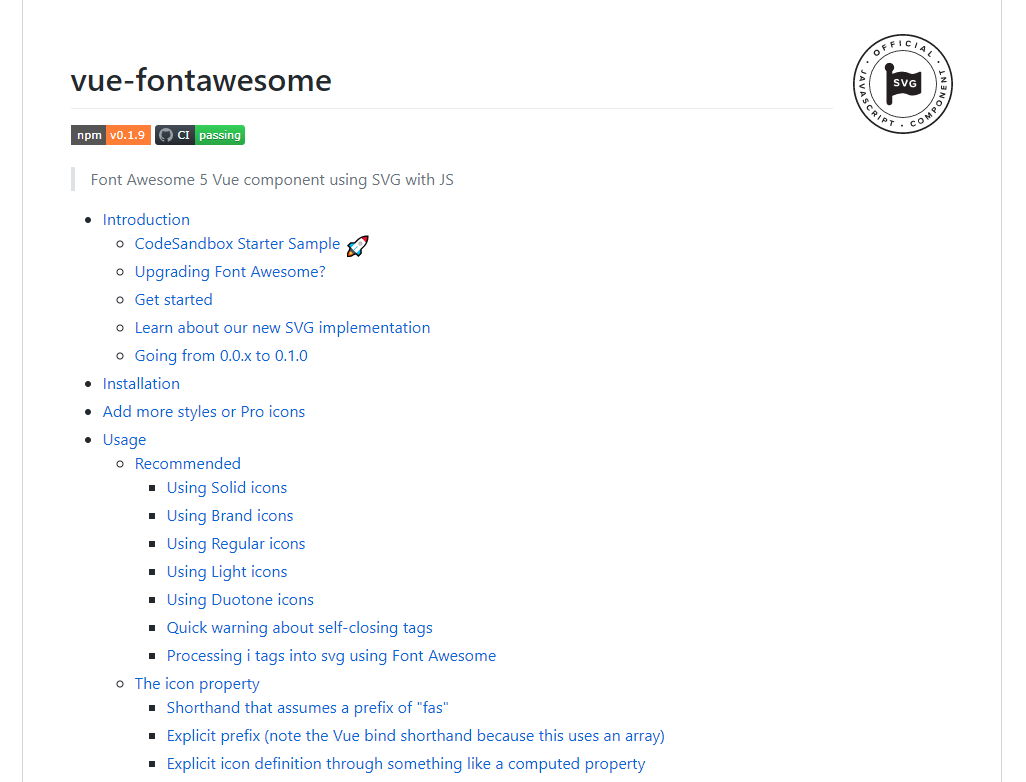 OFFICIAL
JAVASCRIPT · COMPONENT
SVG
vue-fontawesome
npm v0.1.9 CI passing
Font Awesome 5 Vue component using SVG with JS
Introduction
CodeSandbox Starter Sample 🚀
Upgrading Font Awesome?
Get started
Learn about our new SVG implementation
Going from 0.0.x to 0.1.0
Installation
Add more styles or Pro icons
Usage
Recommended
Using Solid icons
Using Brand icons
Using Regular icons
Using Light icons
Using Duotone icons
Quick warning about self-closing tags
Processing i tags into svg using Font Awesome
The icon property
Shorthand that assumes a prefix of "fas"
Explicit prefix (note the Vue bind shorthand because this uses an array)
Explicit icon definition through something like a computed property